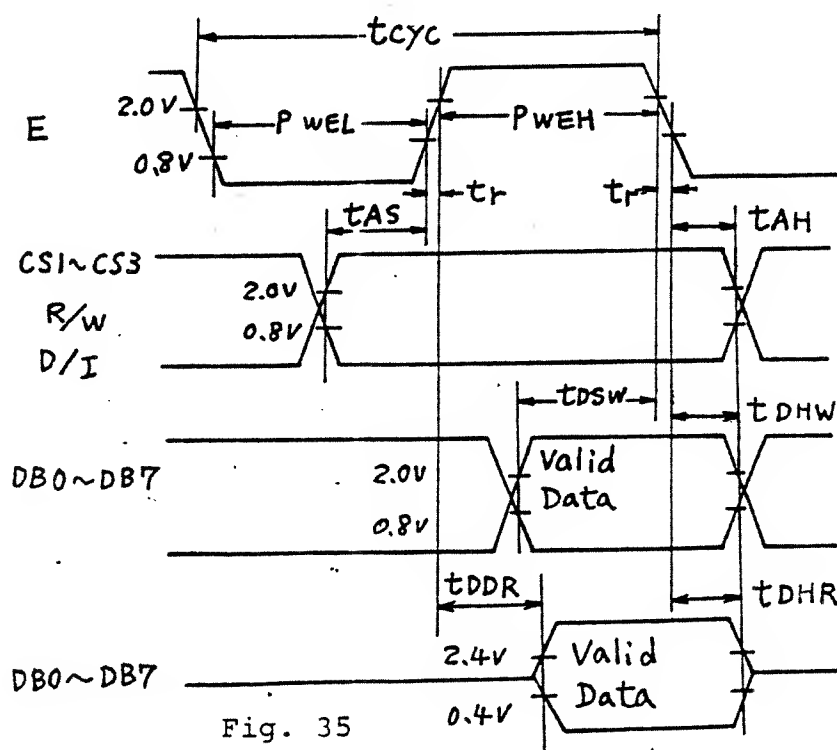 tcyc
2.0V
E
PWEL
PWEH
0.8V
tr
tr
tAS
tAH
CS1~CS3
2.0V
R/W
0.8V
D/I
tDSW
tDHW
DB0~DB7
2.0V
Valid
Data
0.8V
tDDR
tDHR
2.4V
Valid
DB0~DB7
Data
0.4V
Fig. 35